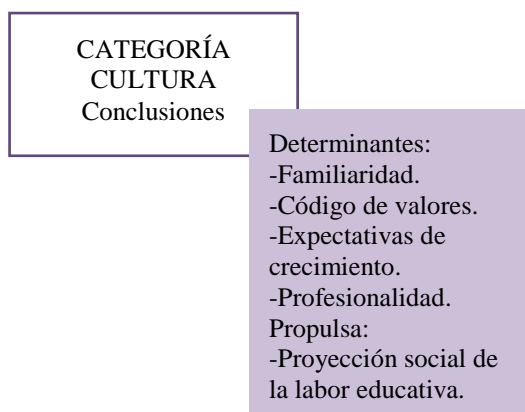 CATEGORÍA
CULTURA
Conclusiones
Determinantes:
-Familiaridad.
-Código de valores.
-Expectativas de
crecimiento.
-Profesionalidad.
Propulsa:
-Proyección social de
la labor educativa.